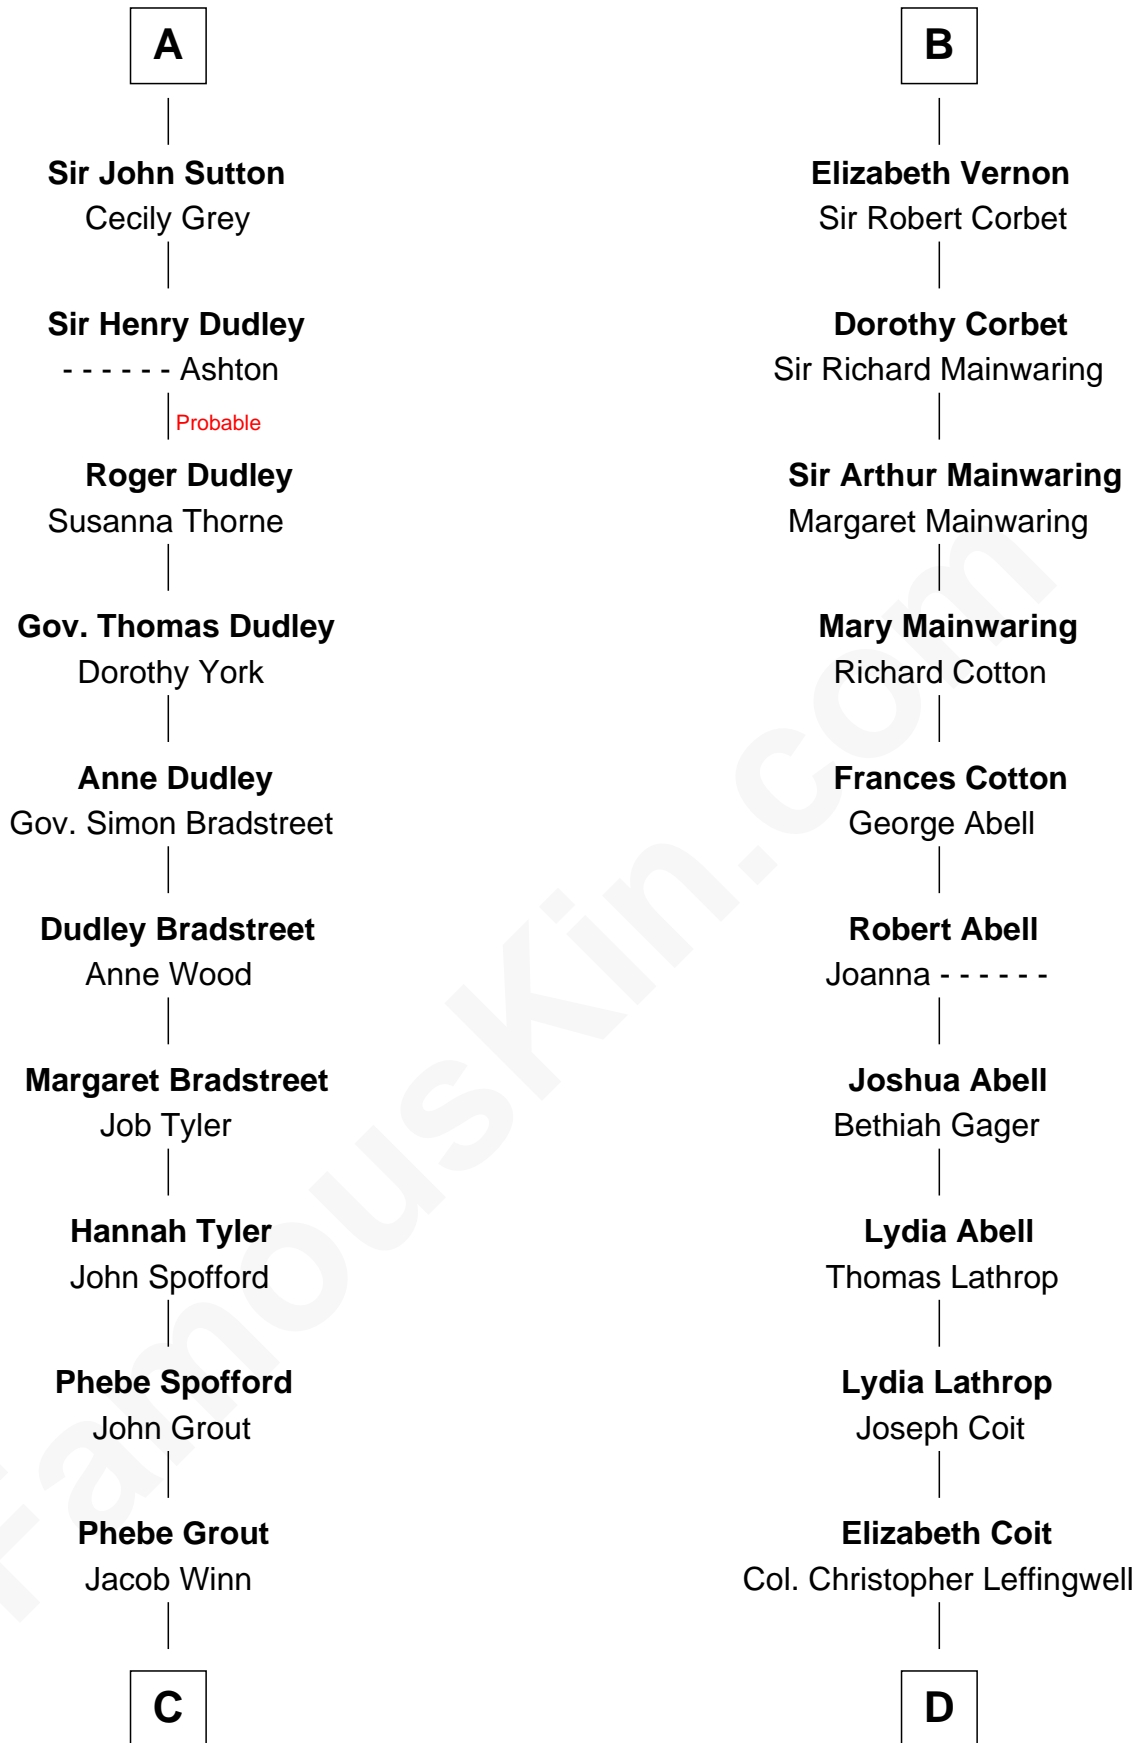 A
Sir John Sutton
Cecily Grey
Sir Henry Dudley
- - - - - - Ashton
Probable
Roger Dudley
Susanna Thorne
Gov. Thomas Dudley
Dorothy York
Anne Dudley
Gov. Simon Bradstreet
Dudley Bradstreet
Anne Wood
Margaret Bradstreet
Job Tyler
Hannah Tyler
John Spofford
Phebe Spofford
John Grout
Phebe Grout
Jacob Winn
C
B
Elizabeth Vernon
Sir Robert Corbet
Dorothy Corbet
Sir Richard Mainwaring
Sir Arthur Mainwaring
Margaret Mainwaring
Mary Mainwaring
Richard Cotton
Frances Cotton
George Abell
Robert Abell
Joanna - - - - - -
Joshua Abell
Bethiah Gager
Lydia Abell
Thomas Lathrop
Lydia Lathrop
Joseph Coit
Elizabeth Coit
Col. Christopher Leffingwell
D
FamousKin.com